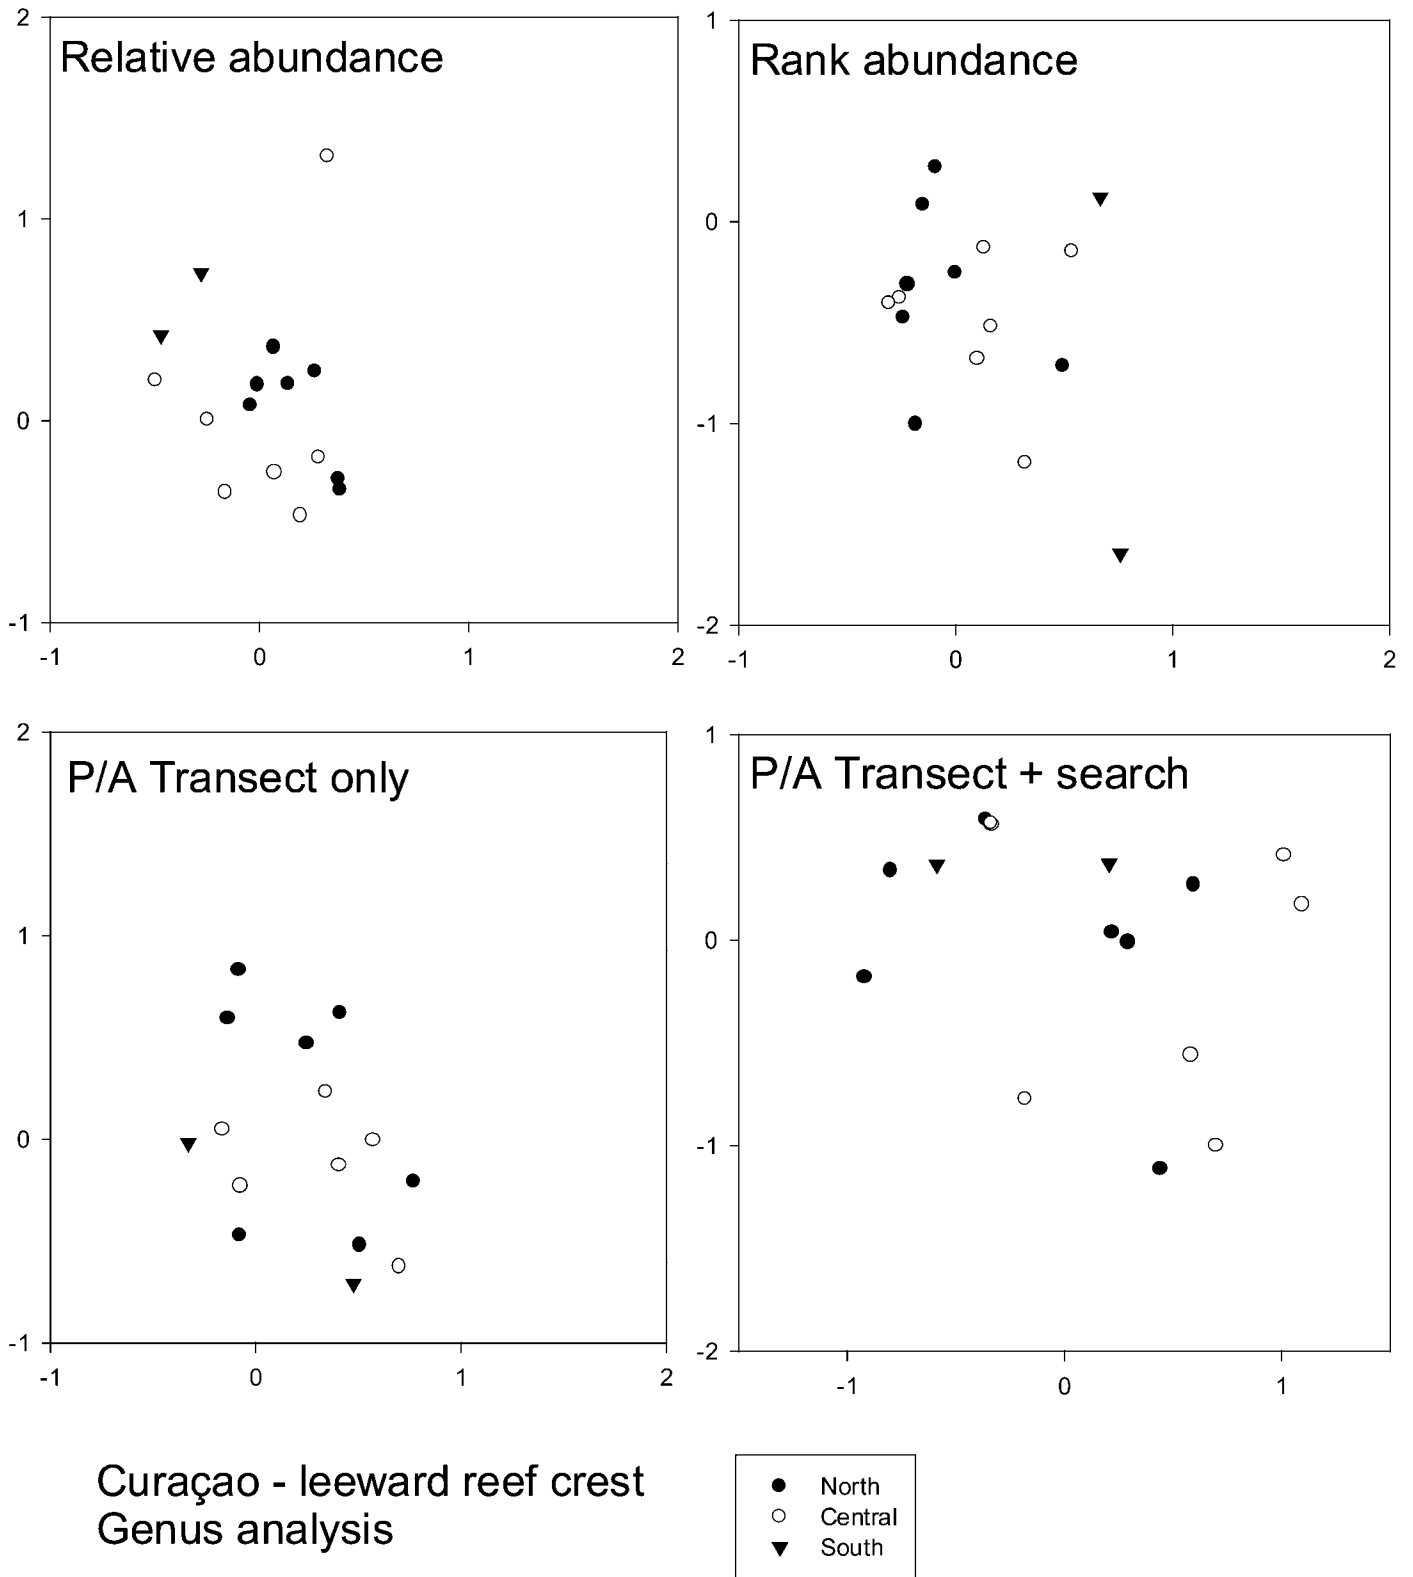 Relative abundance
2
1
0
-1
-1 0 1 2
Rank abundance
1
0
-1
-2
-1 0 1 2
P/A Transect only
2
1
0
-1
-1 0 1 2
P/A Transect + search
1
0
-1
-2
-1 0 1
Curaçao - leeward reef crest
Genus analysis
North
Central
South